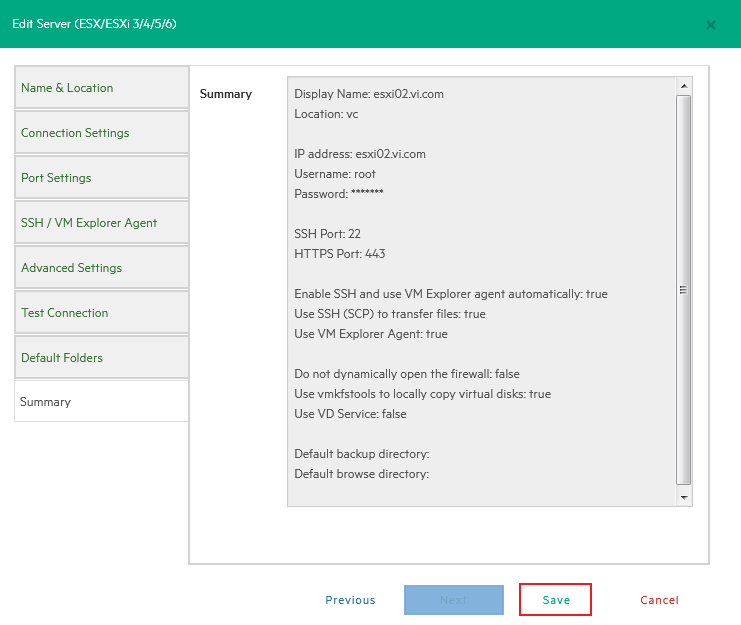 Edit Server (ESX/ESXi 3/4/5/6)
Name & Location
Connection Settings
Port Settings
SSH / VM Explorer Agent
Advanced Settings
Test Connection
Default Folders
Summary
Summary
Display Name: esxi02.vi.com
Location: vc
IP address: esxi02.vi.com
Username: root
Password: *******
SSH Port: 22
HTTPS Port: 443
Enable SSH and use VM Explorer agent automatically: true
Use SSH (SCP) to transfer files: true
Use VM Explorer Agent: true
Do not dynamically open the firewall: false
Use vmkfstools to locally copy virtual disks: true
Use VD Service: false
Default backup directory:
Default browse directory:
Previous
Next
Save
Cancel